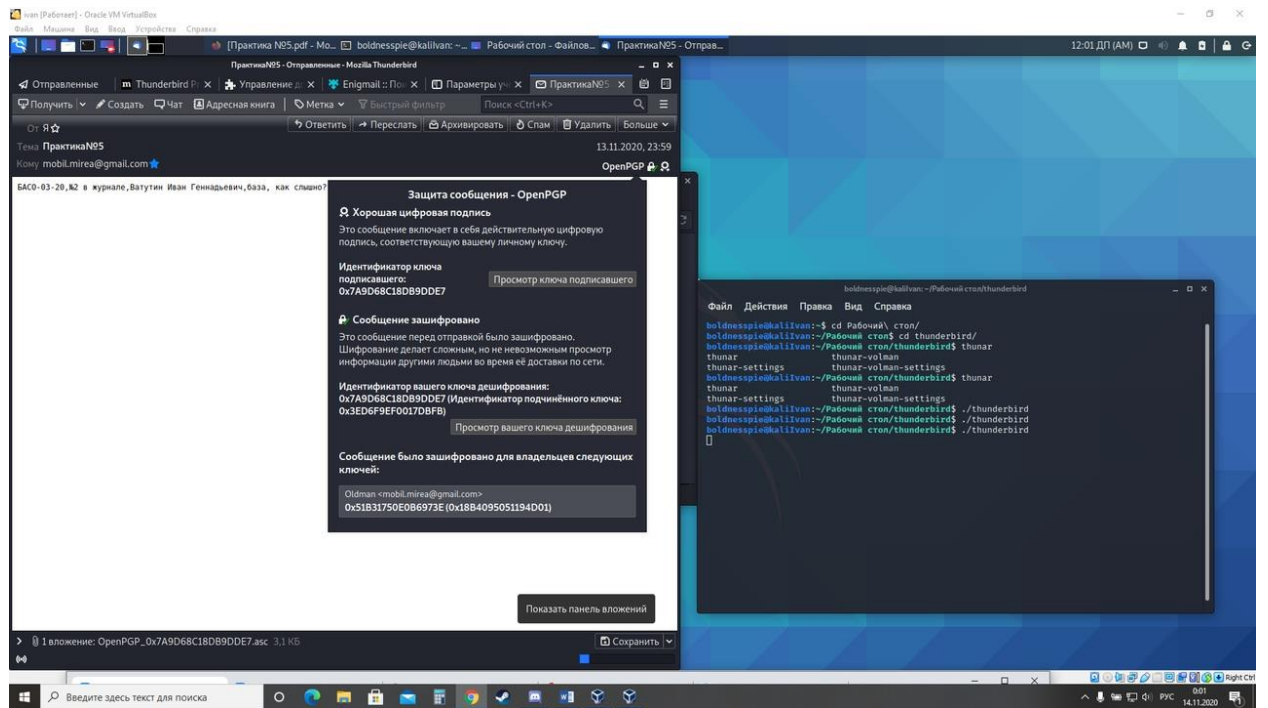 ivan [Работает] - Oracle VM VirtualBox
Файл Машина Вид Ввод Устройства Справка
[Практика №5.pdf - Mo... boldnesspie@kaliIvan: ~... Рабочий стол - Файлов... Практика№5 - Отправ...
12:01 ДП (AM)
Практика№5 - Отправленные - Mozilla Thunderbird
Отправленные Thunderbird Управление Enigmail :: Параметры Практика№5
Получить Создать Чат Адресная книга Метка Быстрый фильтр Поиск <Ctrl+K>
От Я Ответить Переслать Архивировать Спам Удалить Больше
Тема Практика№5 13.11.2020, 23:59
Кому mobil.mirea@gmail.com OpenPGP
БАСО-03-20,№2 в журнале,Ватутин Иван Геннадьевич,база, как слышно?
Защита сообщения - OpenPGP
Хорошая цифровая подпись
Это сообщение включает в себя действительную цифровую
подпись, соответствующую вашему личному ключу.
Идентификатор ключа
подписавшего:
0x7A9D68C18DB9DDE7
Просмотр ключа подписавшего
Сообщение зашифровано
Это сообщение перед отправкой было зашифровано.
Шифрование делает сложным, но не невозможным просмотр
информации другими людьми во время её доставки по сети.
Идентификатор вашего ключа дешифрования:
0x7A9D68C18DB9DDE7 (Идентификатор подчинённого ключа:
0x3ED6F9EF0017DBFB)
Просмотр вашего ключа дешифрования
Сообщение было зашифровано для владельцев следующих
ключей:
Oldman <mobil.mirea@gmail.com>
0x51B31750E0B6973E (0x18B4095051194D01)
Показать панель вложений
1 вложение: OpenPGP_0x7A9D68C18DB9DDE7.asc 3,1 КБ
Сохранить
boldnesspie@kaliIvan: ~/Рабочий стол/thunderbird
Файл Действия Правка Вид Справка
boldnesspie@kaliIvan:~$ cd Рабочий\ стол/
boldnesspie@kaliIvan:~/Рабочий стол$ cd thunderbird/
boldnesspie@kaliIvan:~/Рабочий стол/thunderbird$ thunar
thunar thunar-volman
thunar-settings thunar-volman-settings
boldnesspie@kaliIvan:~/Рабочий стол/thunderbird$ thunar
thunar thunar-volman
thunar-settings thunar-volman-settings
boldnesspie@kaliIvan:~/Рабочий стол/thunderbird$ ./thunderbird
boldnesspie@kaliIvan:~/Рабочий стол/thunderbird$ ./thunderbird
boldnesspie@kaliIvan:~/Рабочий стол/thunderbird$ ./thunderbird
Right Ctrl
Введите здесь текст для поиска
РУС
0:01
14.11.2020